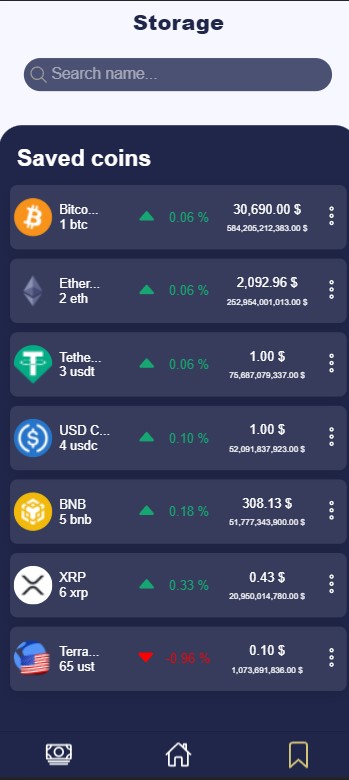 Storage
Search name...
Saved coins
Bitco...
1 btc
0.06 %
30,690.00 $
584,205,212,383.00 $
Ether...
2 eth
0.06 %
2,092.96 $
252,954,001,013.00 $
Tethe...
3 usdt
0.06 %
1.00 $
75,687,079,337.00 $
USD C...
4 usdc
0.10 %
1.00 $
52,091,837,923.00 $
BNB
5 bnb
0.18 %
308.13 $
51,777,343,900.00 $
XRP
6 xrp
0.33 %
0.43 $
20,950,014,780.00 $
Terra...
65 ust
-0.96 %
0.10 $
1,073,691,836.00 $